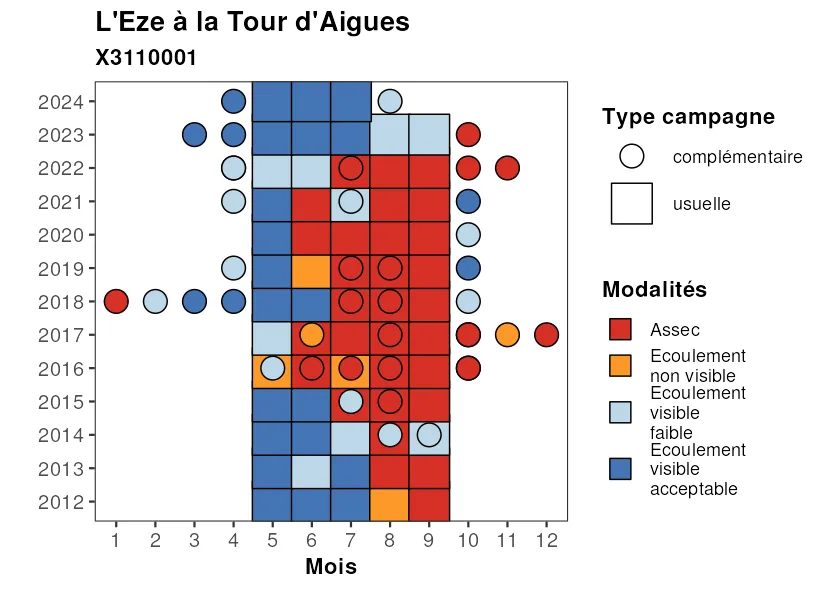 L'Eze à la Tour d'Aigues
X3110001
2024
2023
2022
2021
2020
2019
2018
2017
2016
2015
2014
2013
2012
1 2 3 4 5 6 7 8 9 10 11 12
Mois
Type campagne
complémentaire
usuelle
Modalités
Assec
Ecoulement
non visible
Ecoulement
visible
faible
Ecoulement
visible
acceptable